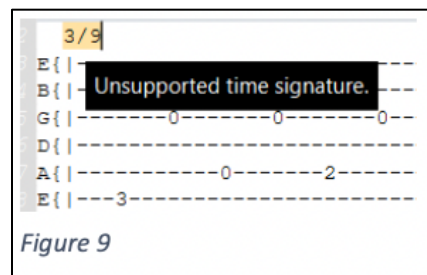 3/9
E{|-
Unsupported time signature.
B{|-
G{|-------0-------0-------0--
D{|--------------------------
A{|-----------0-------2------
E{|---3----------------------
Figure 9